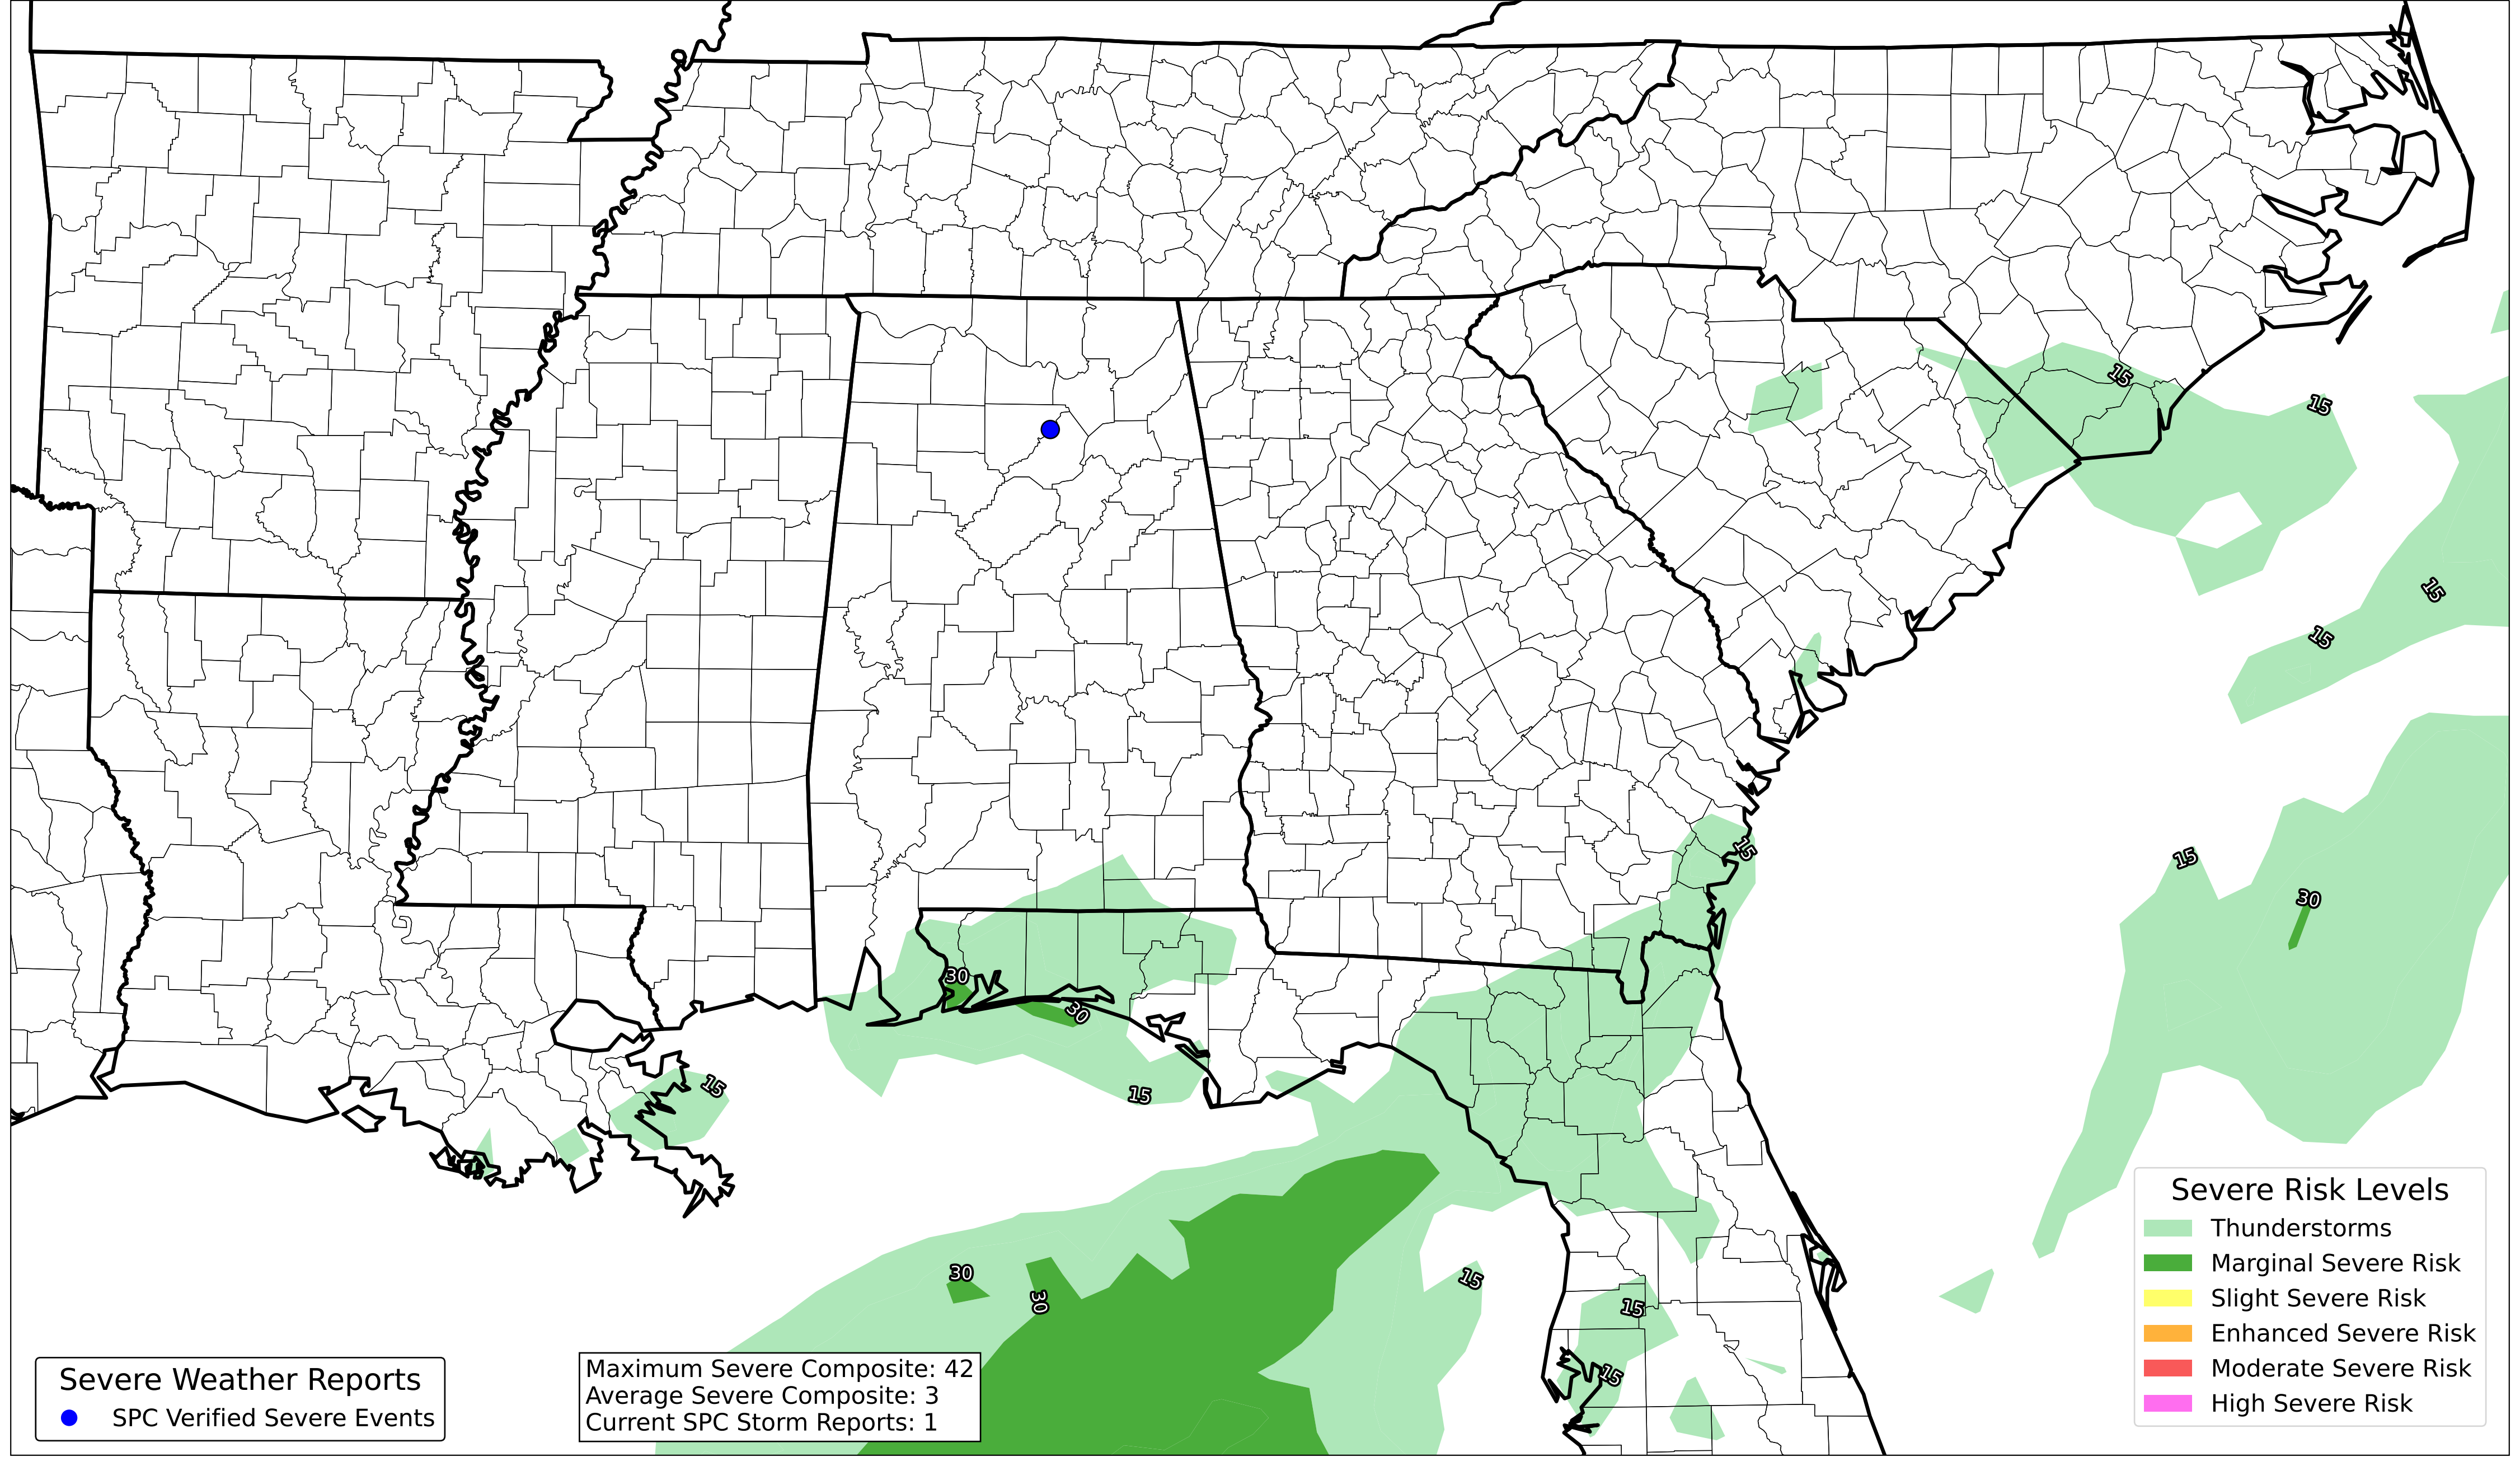 15
15
15
15
15
15
30
30
30
15
15
30
30
15
15
15
Severe Risk Levels
Thunderstorms
Marginal Severe Risk
Slight Severe Risk
Enhanced Severe Risk
Moderate Severe Risk
High Severe Risk
Severe Weather Reports
SPC Verified Severe Events
Maximum Severe Composite: 42
Average Severe Composite: 3
Current SPC Storm Reports: 1